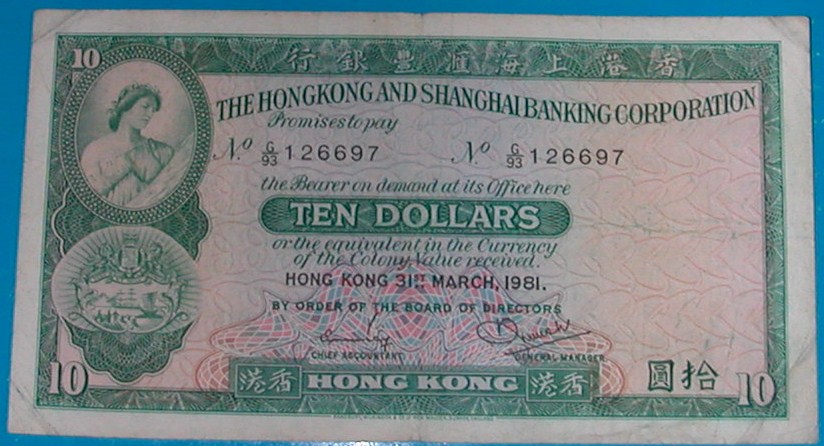 10 行銀豐滙海上港香
THE HONGKONG AND SHANGHAI BANKING CORPORATION
Promises to pay
No G/93 126697 No G/93 126697
the Bearer on demand at its Office here
TEN DOLLARS
or the equivalent in the Currency
of the Colony, Value received.
HONG KONG 31ST MARCH, 1981.
BY ORDER OF THE BOARD OF DIRECTORS
CHIEF ACCOUNTANT GENERAL MANAGER
10 港香 HONG KONG 港香 圓拾 10